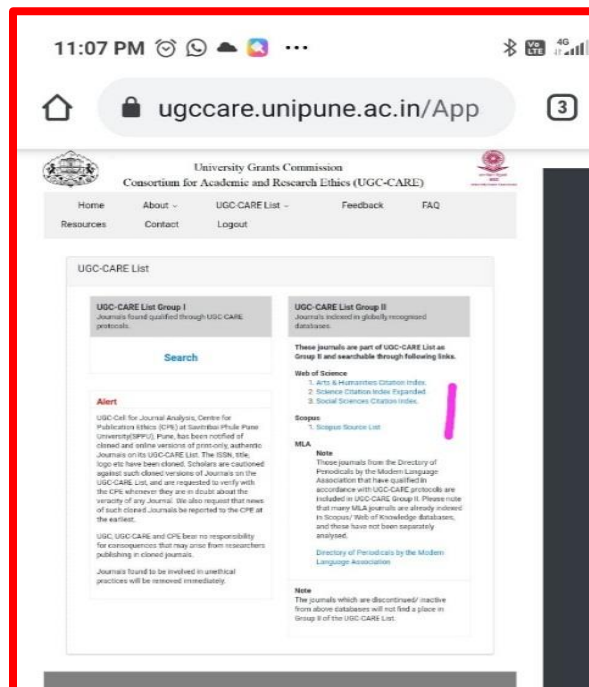 11:07 PM
Vo LTE 4G
ugccare.unipune.ac.in/App
3
University Grants Commission
Consortium for Academic and Research Ethics (UGC-CARE)
Home About UGC-CARE List Feedback FAQ
Resources Contact Logout
UGC-CARE List
UGC-CARE List Group I
Journals found qualified through UGC-CARE
protocols.
Search
Alert
UGC-Cell for Journal Analysis, Centre for
Publication Ethics (CPE) at Savitribai Phule Pune
University(SPPU), Pune, has been notified of
cloned and online versions of print-only, authentic
Journals on its UGC-CARE List. The ISSN, title,
logo etc have been cloned. Scholars are cautioned
against such cloned versions of Journals on the
UGC-CARE List, and are requested to verify with
the CPE whenever they are in doubt about the
veracity of any Journal. We also request that news
of such cloned Journals be reported to the CPE at
the earliest.
UGC, UGC-CARE and CPE bear no responsibility
for consequences that may arise from researchers
publishing in cloned journals.
Journals found to be involved in unethical
practices will be removed immediately.
UGC-CARE List Group II
Journals indexed in globally recognised
databases.
These journals are part of UGC-CARE List as
Group II and searchable through following links.
Web of Science
1. Arts & Humanities Citation Index.
2. Science Citation Index Expanded.
3. Social Sciences Citation Index.
Scopus
1. Scopus Source List
MLA
Note
Those journals from the Directory of
Periodicals by the Modern Language
Association that have qualified in
accordance with UGC-CARE protocols are
included in UGC-CARE Group II. Please note
that many MLA journals are already indexed
in Scopus/ Web of Knowledge databases,
and these have not been separately
analysed.
Directory of Periodicals by the Modern
Language Association
Note
The journals which are discontinued/ inactive
from above databases will not find a place in
Group II of the UGC CARE List.